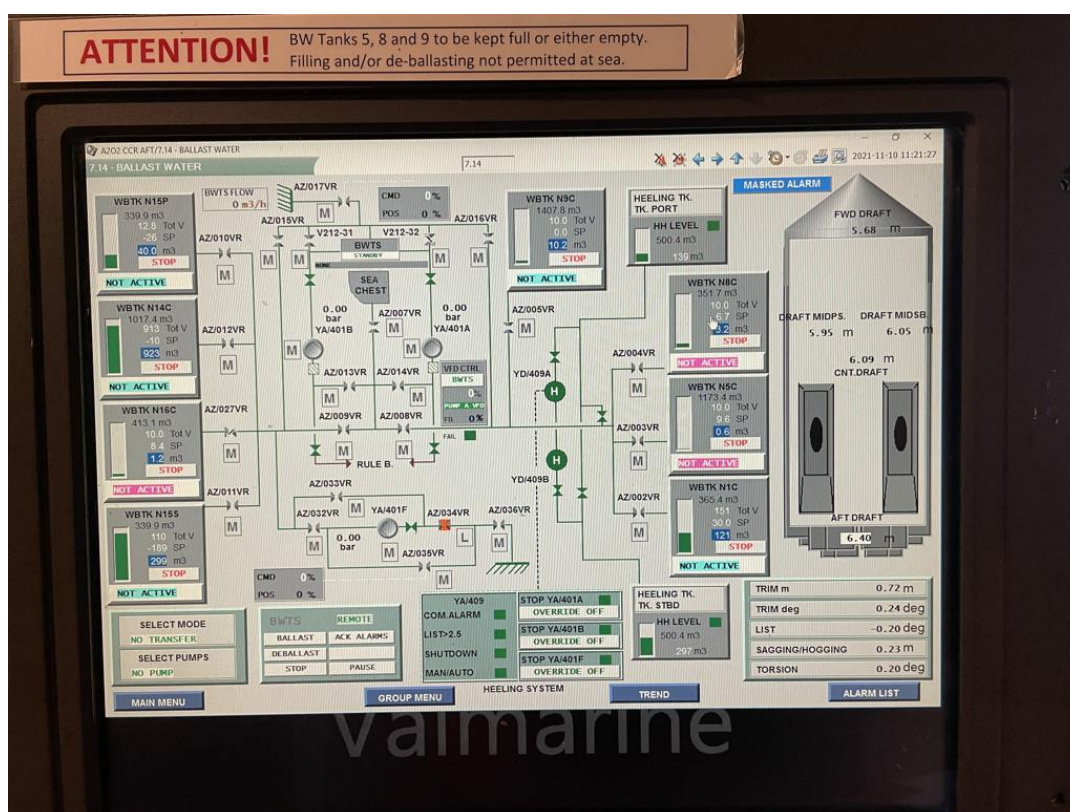 ATTENTION!
BW Tanks 5, 8 and 9 to be kept full or either empty.
Filling and/or de-ballasting not permitted at sea.
A2O2 CCR AFT/7.14 - BALLAST WATER
7.14 - BALLAST WATER
7.14
2021-11-10 11:21:27
MASKED ALARM
WBTK N15P
339.9 m3
12.8 Tot V
-26 SP
40.0 m3
STOP
NOT ACTIVE
WBTK N14C
1017.4 m3
913 Tot V
-10 SP
923 m3
STOP
NOT ACTIVE
WBTK N16C
413.1 m3
10.0 Tot V
8.4 SP
1.2 m3
STOP
NOT ACTIVE
WBTK N15S
339.9 m3
110 Tot V
-189 SP
299 m3
STOP
NOT ACTIVE
BWTS FLOW
0 m3/h
AZ/017VR
M
CMD 0 %
POS 0 %
AZ/015VR
V212-31
V212-32
AZ/016VR
M
M
M
M
BWTS
STANDBY
NONE
AZ/010VR
M
SEA
CHEST
AZ/007VR
M
0.00
bar
YA/401B
M
0.00
bar
YA/401A
M
AZ/012VR
M
AZ/013VR
M
AZ/014VR
M
VFD CTRL
BWTS
0%
PUMP A VFD
FB 0%
FAIL
AZ/027VR
M
AZ/009VR
M
AZ/008VR
M
RULE B.
AZ/011VR
M
AZ/033VR
M
AZ/032VR
M
YA/401F
M
0.00
bar
AZ/034VR
L
AZ/036VR
M
AZ/035VR
M
CMD 0%
POS 0 %
WBTK N9C
1407.8 m3
10.0 Tot V
0.0 SP
10.2 m3
STOP
NOT ACTIVE
AZ/005VR
M
HEELING TK.
TK. PORT
HH LEVEL
500.4 m3
139 m3
YD/409A
H
YD/409B
H
AZ/004VR
M
AZ/003VR
M
AZ/002VR
M
WBTK N8C
351.7 m3
10.0 Tot V
6.7 SP
3.2 m3
STOP
NOT ACTIVE
WBTK N5C
1173.4 m3
10.0 Tot V
9.6 SP
0.6 m3
STOP
NOT ACTIVE
WBTK N1C
365.4 m3
151 Tot V
30.0 SP
121 m3
STOP
NOT ACTIVE
HEELING TK.
TK. STBD
HH LEVEL
500.4 m3
297 m3
FWD DRAFT
5.68 m
DRAFT MIDPS.
5.95 m
DRAFT MIDSB.
6.05 m
6.09 m
CNT.DRAFT
AFT DRAFT
6.40 m
SELECT MODE
NO TRANSFER
SELECT PUMPS
NO PUMP
BWTS
REMOTE
BALLAST
ACK ALARMS
DEBALLAST
STOP
PAUSE
YA/409
COM.ALARM
LIST>2.5
SHUTDOWN
MAN/AUTO
STOP YA/401A
OVERRIDE OFF
STOP YA/401B
OVERRIDE OFF
STOP YA/401F
OVERRIDE OFF
HEELING SYSTEM
TRIM m 0.72 m
TRIM deg 0.24 deg
LIST -0.20 deg
SAGGING/HOGGING 0.23 m
TORSION 0.20 deg
MAIN MENU
GROUP MENU
TREND
ALARM LIST
Valmarine